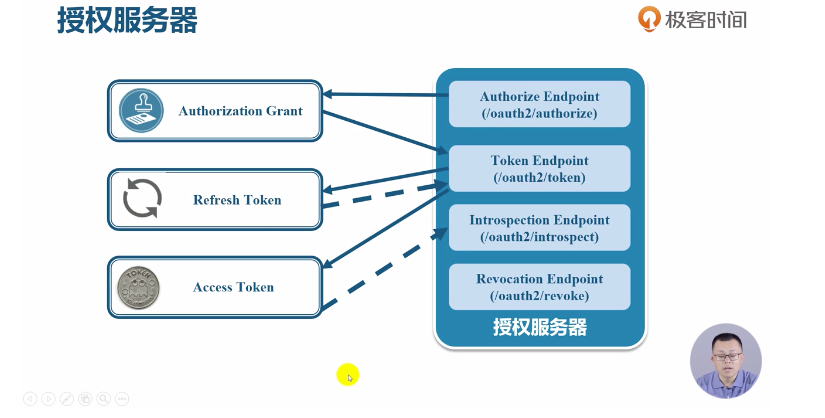 授权服务器
极客时间
Authorization Grant
Authorize Endpoint
(/oauth2/authorize)
Token Endpoint
(/oauth2/token)
Refresh Token
Introspection Endpoint
(/oauth2/introspect)
TOKEN
Access Token
Revocation Endpoint
(/oauth2/revoke)
授权服务器